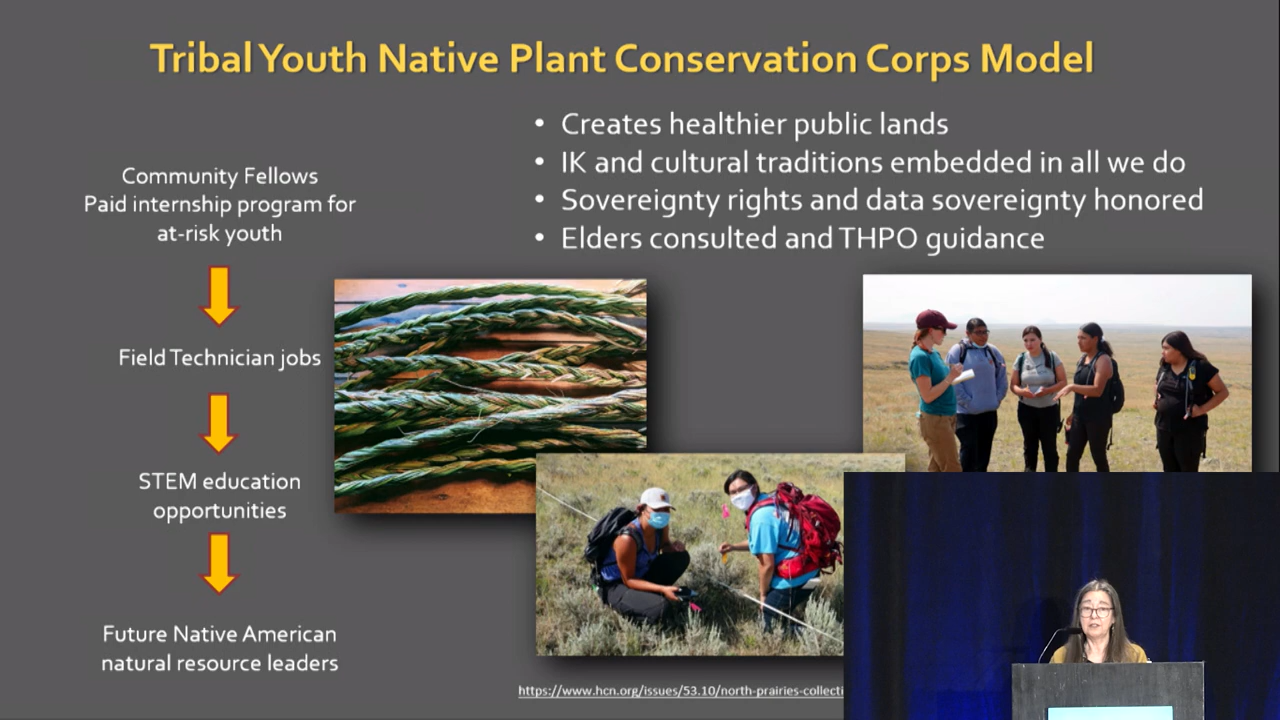 Tribal Youth Native Plant Conservation Corps Model
Community Fellows
Paid internship program for
at-risk youth
Field Technician jobs
STEM education
opportunities
Future Native American
natural resource leaders
• Creates healthier public lands
• IK and cultural traditions embedded in all we do
• Sovereignty rights and data sovereignty honored
• Elders consulted and THPO guidance
https://www.hcn.org/issues/53.10/north-prairies-collecti